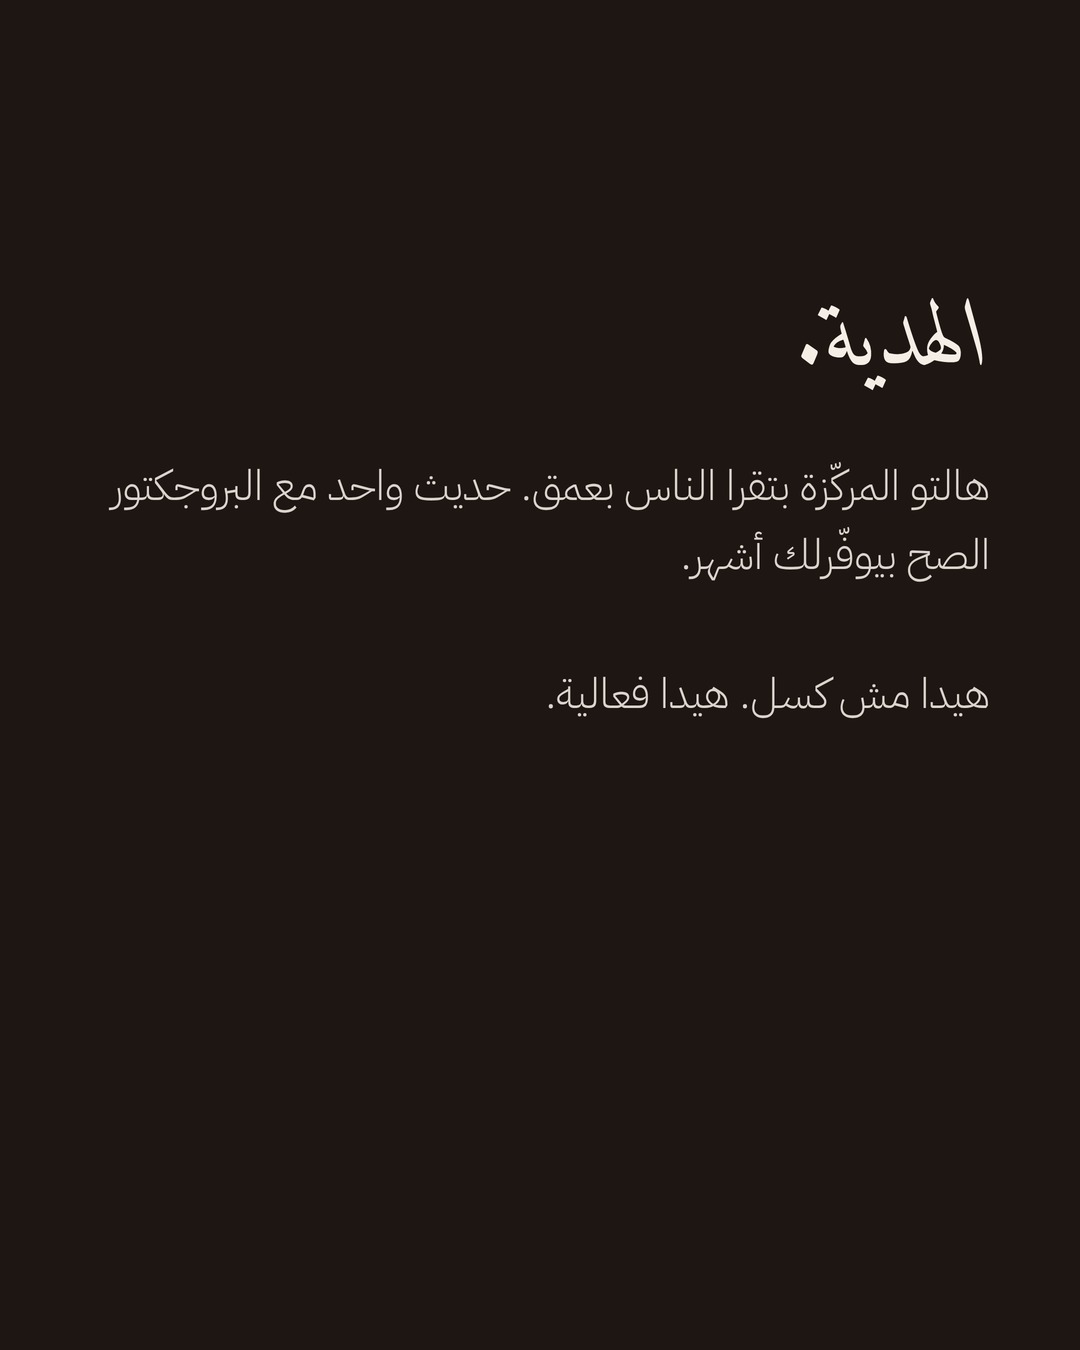 الهدية.
هالتو المركّزة بتقرا الناس بعمق. حديث واحد مع البروجكتور
الصح بيوفّرلك أشهر.
هيدا مش كسل. هيدا فعالية.